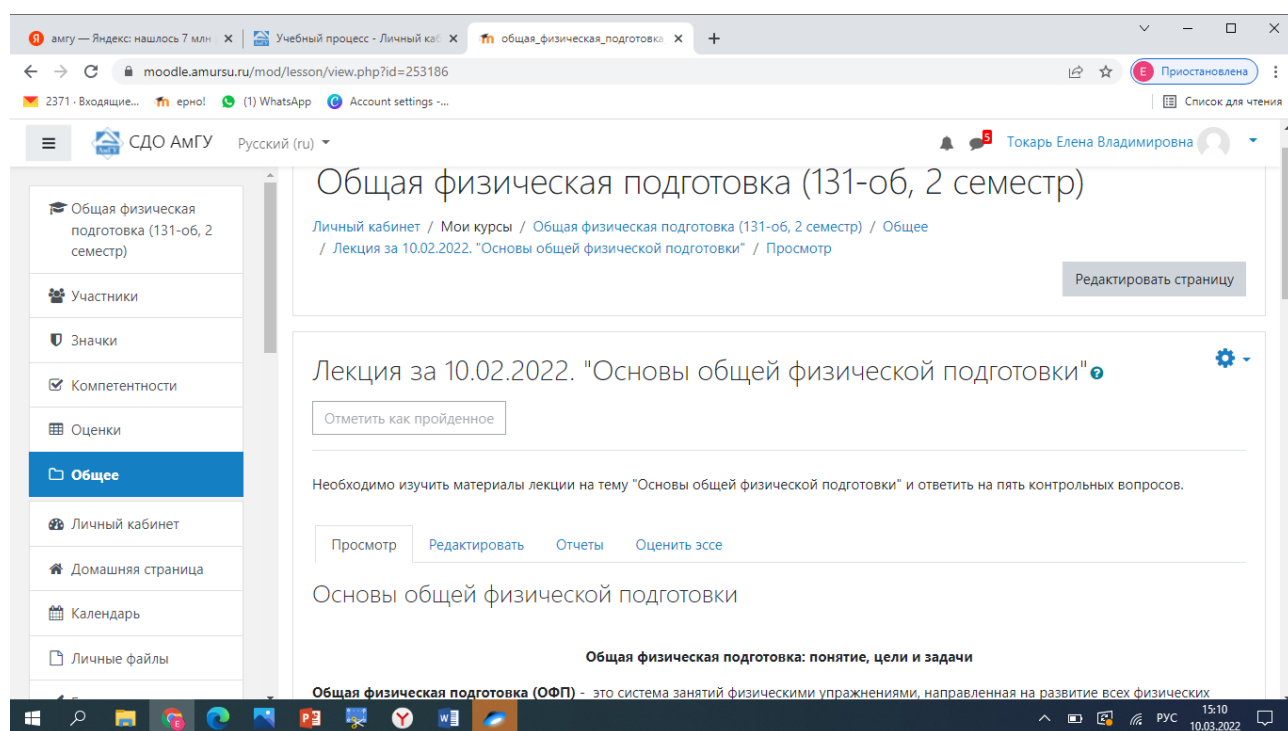 амгу — Яндекс: нашлось 7 млн
Учебный процесс - Личный каб
общая_физическая_подготовка
moodle.amursu.ru/mod/lesson/view.php?id=253186
E Приостановлена
2371 · Входящие...
ерно!
(1) WhatsApp
Account settings -...
Список для чтения
СДО АмГУ
Русский (ru)
5
Токарь Елена Владимировна
Общая физическая
подготовка (131-об, 2
семестр)
Участники
Значки
Компетентности
Оценки
Общее
Личный кабинет
Домашняя страница
Календарь
Личные файлы
Общая физическая подготовка (131-об, 2 семестр)
Личный кабинет / Мои курсы / Общая физическая подготовка (131-об, 2 семестр) / Общее
/ Лекция за 10.02.2022. "Основы общей физической подготовки" / Просмотр
Редактировать страницу
Лекция за 10.02.2022. "Основы общей физической подготовки"
Отметить как пройденное
Необходимо изучить материалы лекции на тему "Основы общей физической подготовки" и ответить на пять контрольных вопросов.
Просмотр
Редактировать
Отчеты
Оценить эссе
Основы общей физической подготовки
Общая физическая подготовка: понятие, цели и задачи
Общая физическая подготовка (ОФП) - это система занятий физическими упражнениями, направленная на развитие всех физических
РУС
15:10
10.03.2022